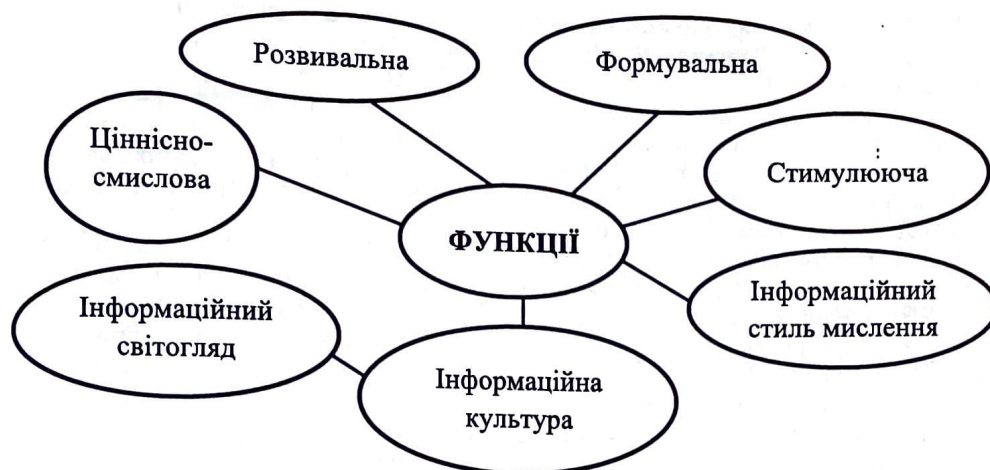 Розвивальна
Формувальна
Ціннісно-
смислова
Стимулююча
ФУНКЦІЇ
Інформаційний
світогляд
Інформаційний
стиль мислення
Інформаційна
культура